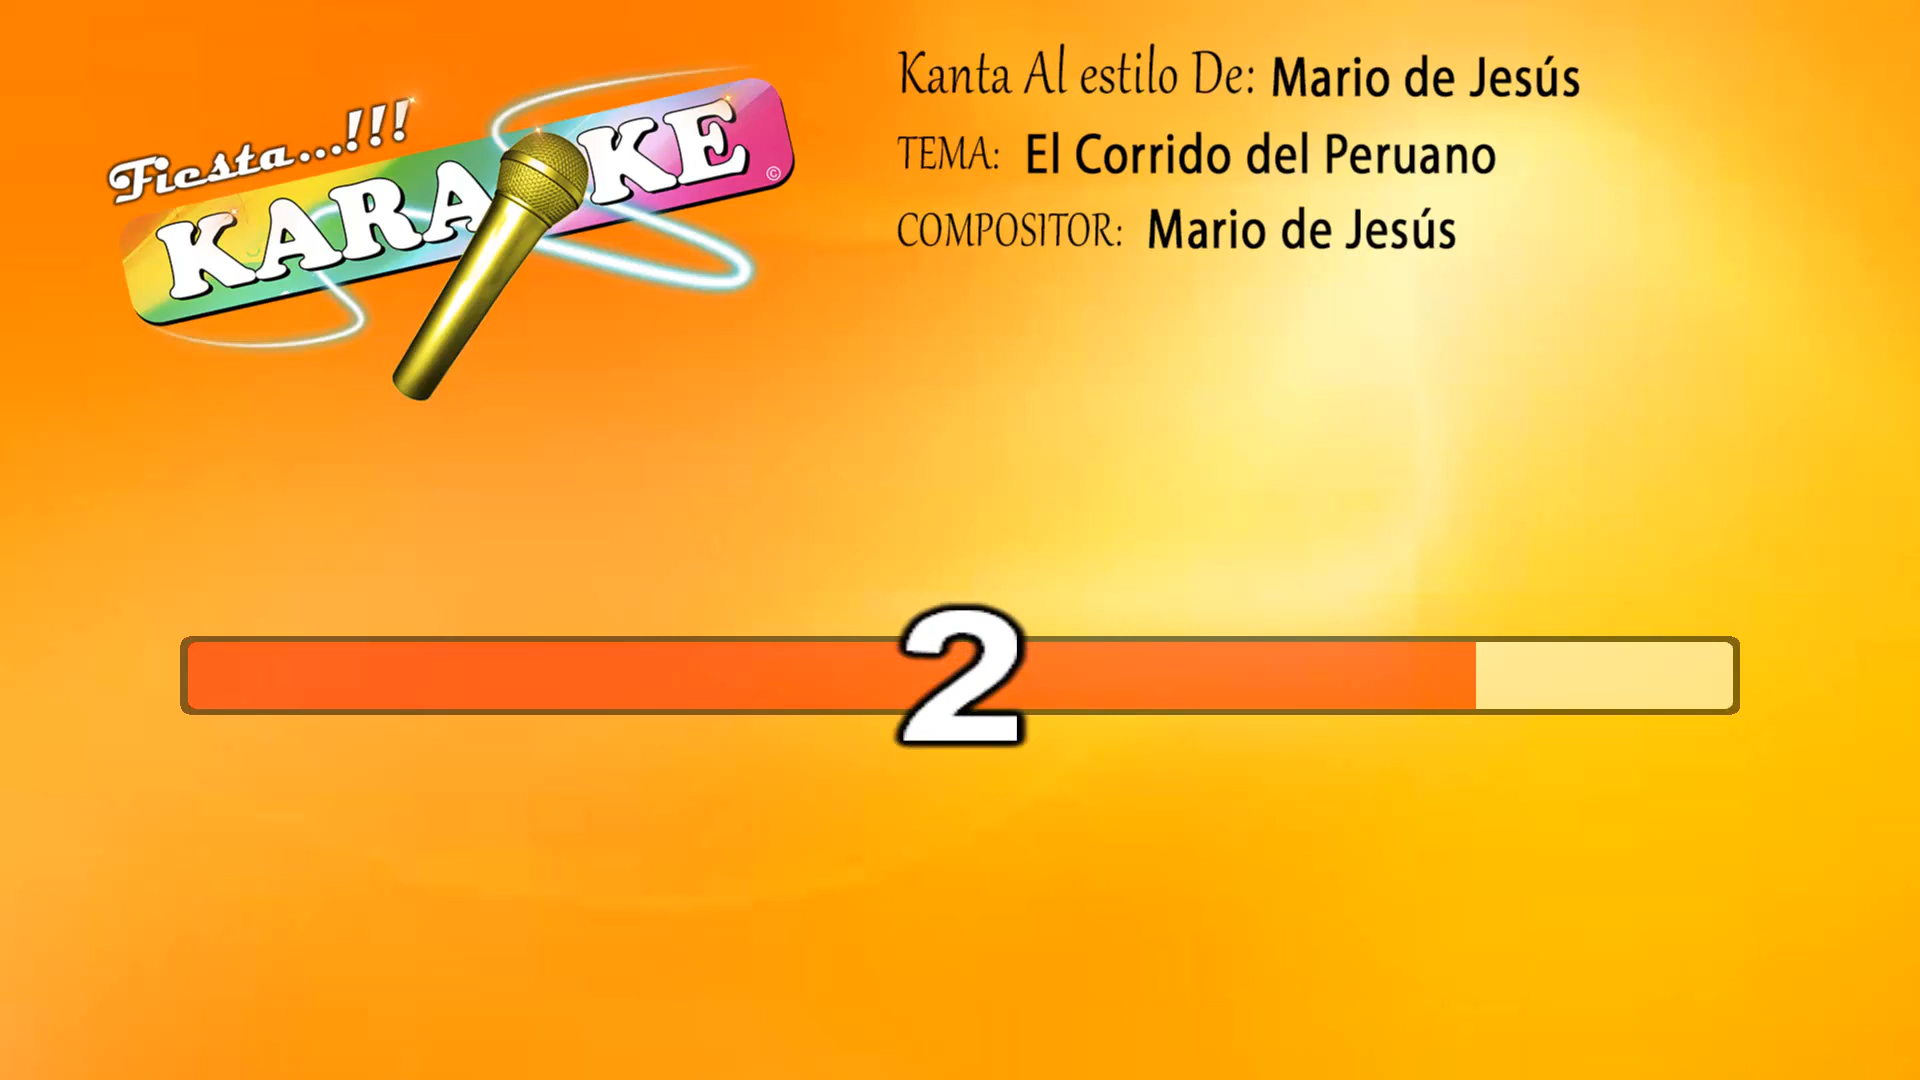 Fiesta...!!!
KARAOKE ©
Kanta Al estilo De: Mario de Jesús
TEMA: El Corrido del Peruano
COMPOSITOR: Mario de Jesús
2